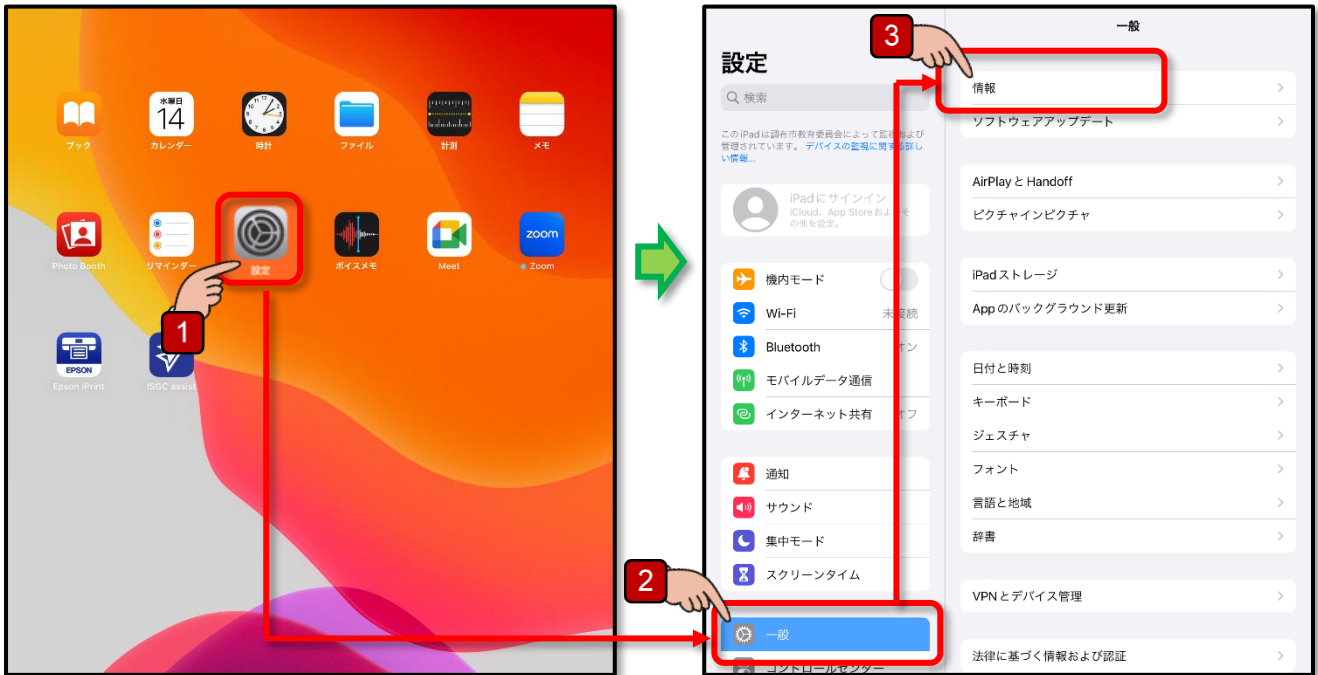 水曜日
14
ブック
カレンダー
時計
ファイル
計測
メモ
zoom
Photo Booth
リマインダー
設定
ボイスメモ
Meet
Zoom
1
EPSON
Epson iPrint
ISGC assist
2
3
設定
検索
このiPadは調布市教育委員会によって監視および
管理されています。デバイスの監視に関する詳し
い情報...
iPadにサインイン
iCloud、App Storeおよびそ
の他を設定。
機内モード
Wi-Fi 未接続
Bluetooth オン
モバイルデータ通信
インターネット共有 オフ
通知
サウンド
集中モード
スクリーンタイム
一般
コントロールセンター
一般
情報
ソフトウェアアップデート
AirPlayとHandoff
ピクチャインピクチャ
iPadストレージ
Appのバックグラウンド更新
日付と時刻
キーボード
ジェスチャ
フォント
言語と地域
辞書
VPNとデバイス管理
法律に基づく情報および認証